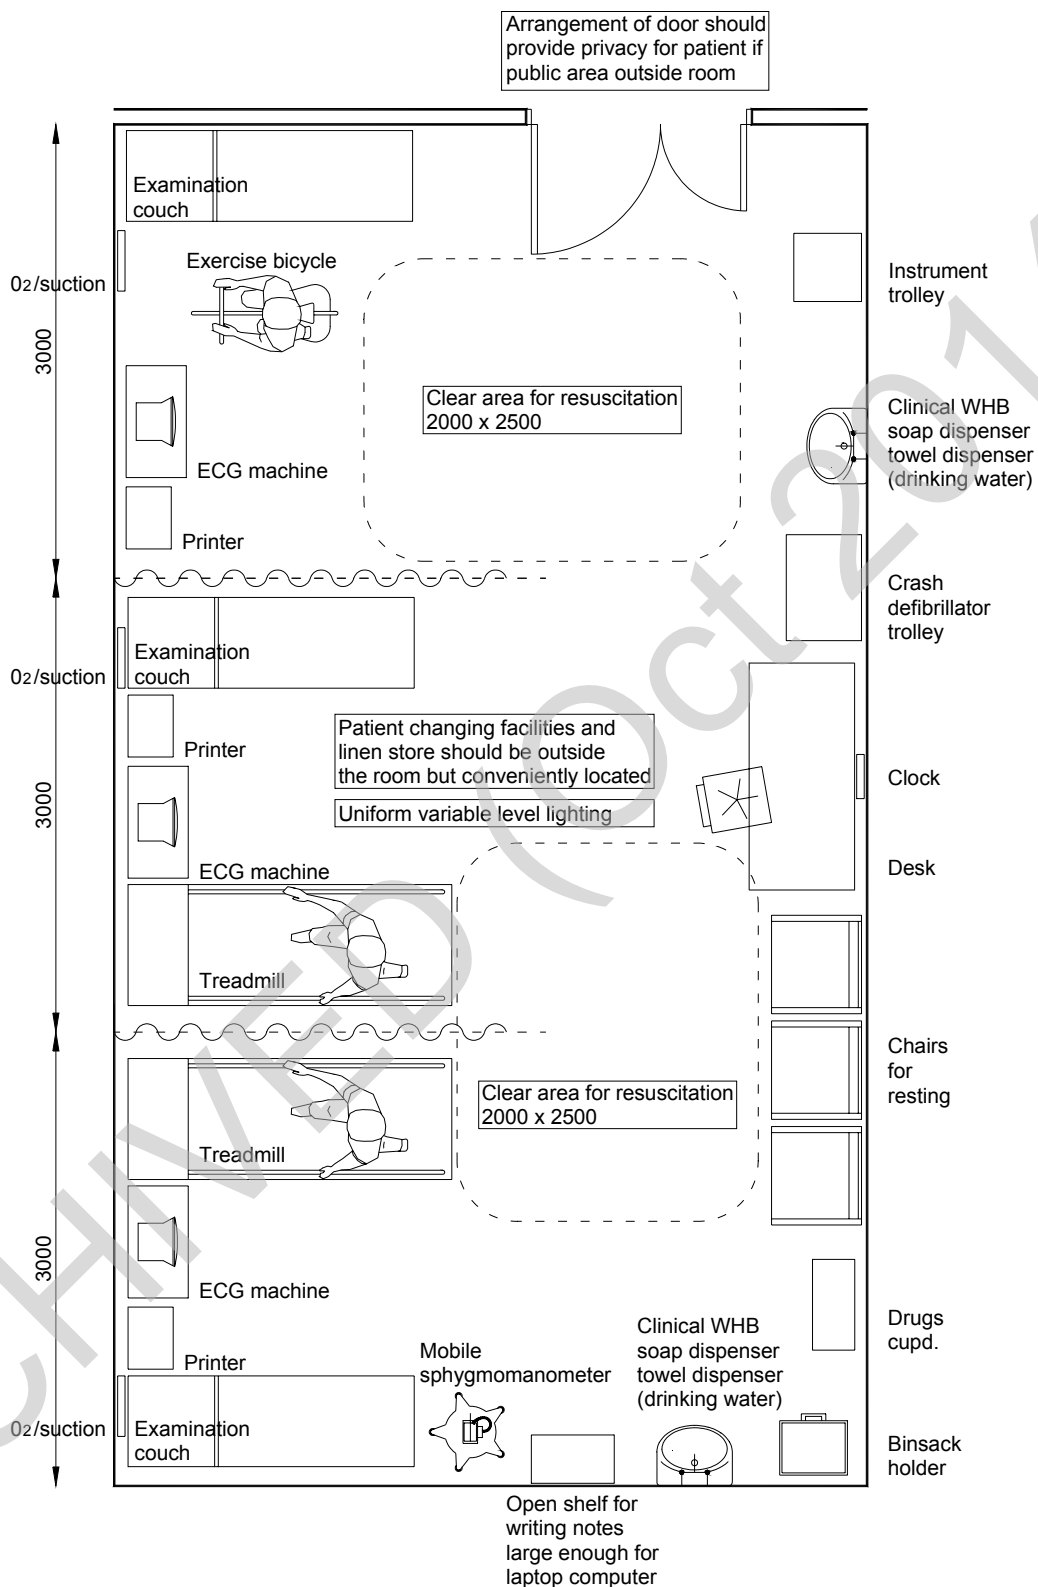 Arrangement of door should
provide privacy for patient if
public area outside room
Examination
couch
02/suction
Exercise bicycle
Instrument
trolley
3000
Clear area for resuscitation
2000 x 2500
Clinical WHB
soap dispenser
towel dispenser
(drinking water)
ECG machine
Printer
Crash
defibrillator
trolley
Examination
couch
02/suction
Printer
Patient changing facilities and
linen store should be outside
the room but conveniently located
Uniform variable level lighting
Clock
3000
ECG machine
Desk
Treadmill
Chairs
for
resting
Clear area for resuscitation
2000 x 2500
Treadmill
3000
ECG machine
Drugs
cupd.
Printer
Mobile
sphygmomanometer
Clinical WHB
soap dispenser
towel dispenser
(drinking water)
02/suction
Examination
couch
Binsack
holder
Open shelf for
writing notes
large enough for
laptop computer
CHIVED (Oct 201